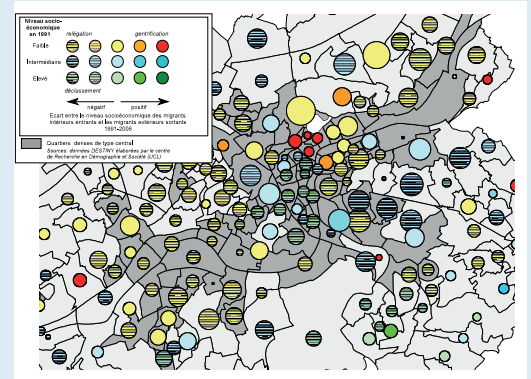 Niveau socio-
économique
en 1991
relégation
gentrification
Faible
Intermédiaire
Elevé
déclassement
négatif
positif
Ecart entre le niveau socioéconomique des migrants
intérieurs entrants et les migrants extérieurs sortants
1991-2006
Quartiers denses de type central
Sources: données DESTINY élaborées par le centre
de Recherche en Démographie et Société (UCL)